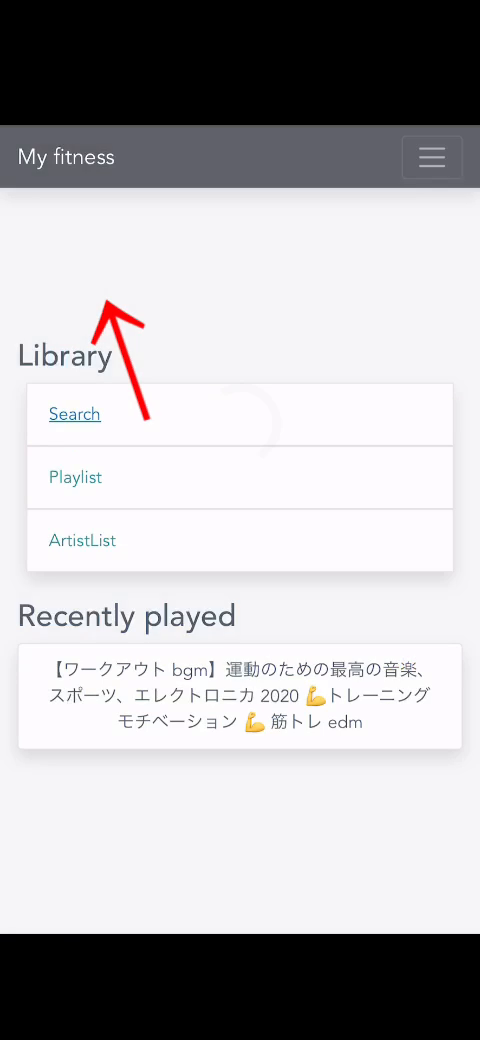 My fitness
Library
Search
Playlist
ArtistList
Recently played
【ワークアウト bgm】運動のための最高の音楽、
スポーツ、エレクトロニカ 2020 💪トレーニング
モチベーション 💪 筋トレ edm